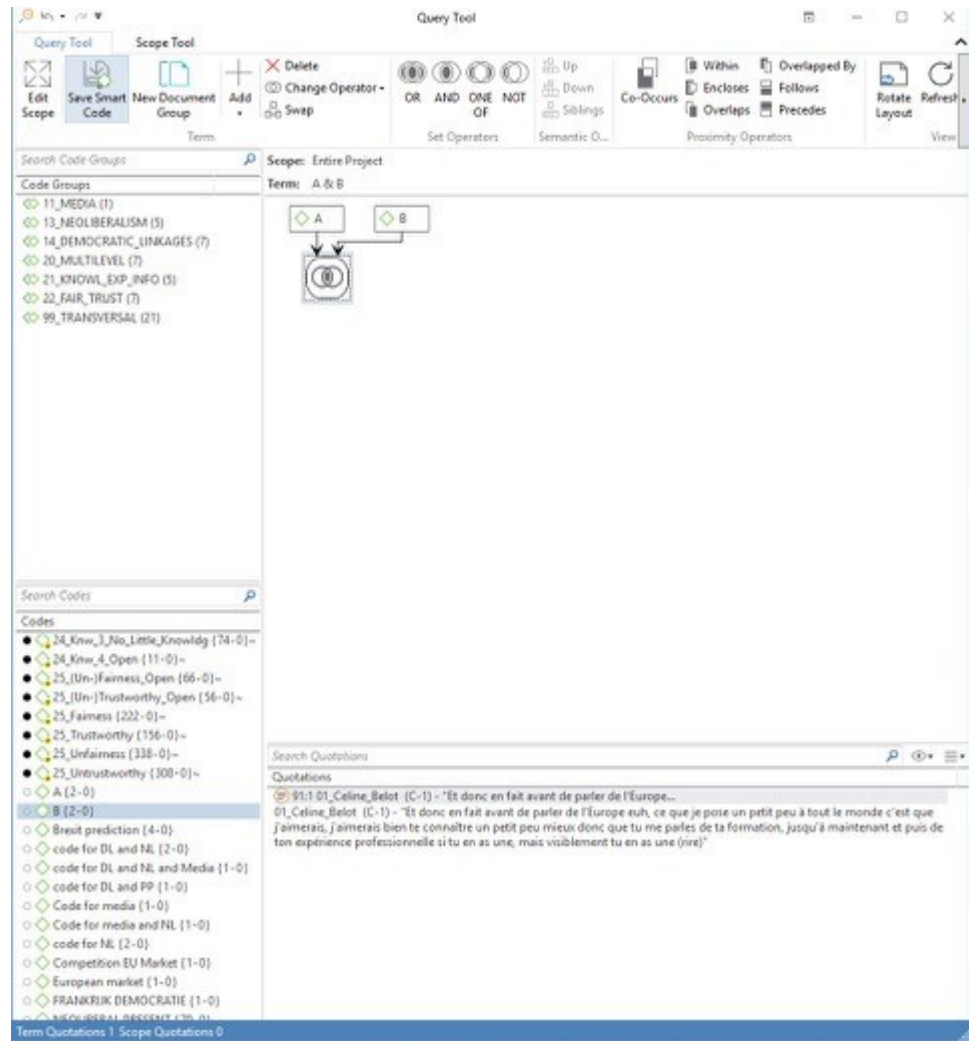 Query Tool
Query Tool Scope Tool
Edit Scope
Save Smart Code
New Document Group
Add
Delete
Change Operator
Swap
Term
OR AND ONE OF NOT
Set Operators
Up
Down
Siblings
Semantic O...
Co-Occurs
Within
Encloses
Overlaps
Overlapped By
Follows
Precedes
Proximity Operators
Rotate Layout
Refresh
View
Search Code Groups
Code Groups
11_MEDIA (1)
13_NEOLIBERALISM (5)
14_DEMOCRATIC_LINKAGES (7)
20_MULTILEVEL (7)
21_KNOWL_EXP_INFO (5)
22_FAIR_TRUST (7)
99_TRANSVERSAL (21)
Scope: Entire Project
Term: A & B
A
B
Search Codes
Codes
24_Knw_3_No_Little_Knowldg {74-0}~
24_Knw_4_Open {11-0}~
25_(Un-)Fairness_Open {66-0}~
25_(Un-)Trustworthy_Open {56-0}~
25_Fairness {222-0}~
25_Trustworthy {156-0}~
25_Unfairness {338-0}~
25_Untrustworthy {308-0}~
A {2-0}
B {2-0}
Brexit prediction {4-0}
code for DL and NL {2-0}
code for DL and NL and Media {1-0}
code for DL and PP {1-0}
Code for media {1-0}
Code for media and NL {1-0}
code for NL {2-0}
Competition EU Market {1-0}
European market {1-0}
FRANKRIJK DEMOCRATIE {1-0}
Search Quotations
Quotations
91:1 01_Celine_Belot (C-1) - "Et donc en fait avant de parler de l'Europe...
01_Celine_Belot (C-1) - "Et donc en fait avant de parler de l'Europe euh, ce que je pose un petit peu à tout le monde c'est que
j'aimerais, j'aimerais bien te connaître un petit peu mieux donc que tu me parles de ta formation, jusqu'à maintenant et puis de
ton expérience professionnelle si tu en as une, mais visiblement tu en as une (rire)"
Term Quotations 1 Scope Quotations 0